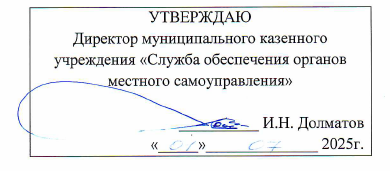 УТВЕРЖДАЮ
Директор муниципального казенного
учреждения «Служба обеспечения органов
местного самоуправления»
И.Н. Долматов
«01» 07 2025г.